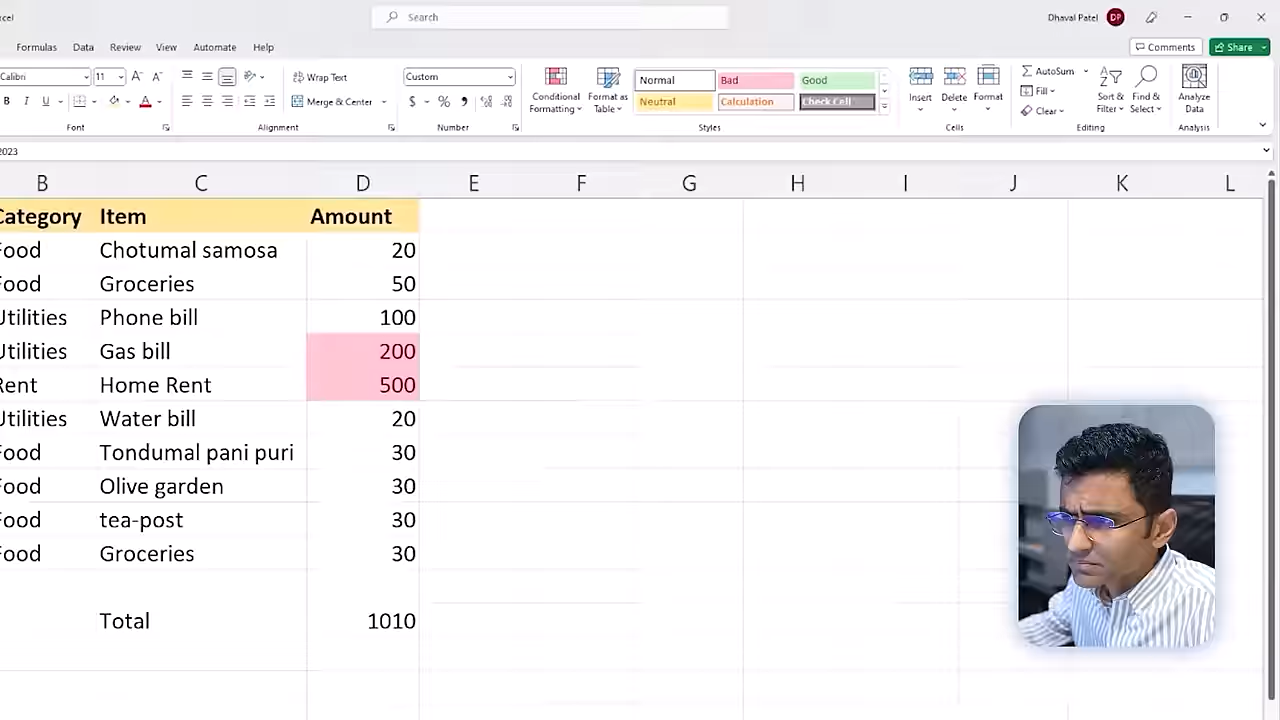 xcel
Search
Dhaval Patel
DP
Formulas
Data
Review
View
Automate
Help
Comments
Share
Calibri
11
A^
A˅
Wrap Text
Custom
Conditional Formatting
Format as Table
Normal
Bad
Good
Neutral
Calculation
Check Cell
Insert
Delete
Format
AutoSum
Fill
Clear
Sort & Filter
Find & Select
Analyze Data
B I U
A
Merge & Center
$ % 9
Font
Alignment
Number
Styles
Cells
Editing
Analysis
2023
B C D E F G H I J K L
Category Item Amount
Food Chotumal samosa 20
Food Groceries 50
Utilities Phone bill 100
Utilities Gas bill 200
Rent Home Rent 500
Utilities Water bill 20
Food Tondumal pani puri 30
Food Olive garden 30
Food tea-post 30
Food Groceries 30
Total 1010